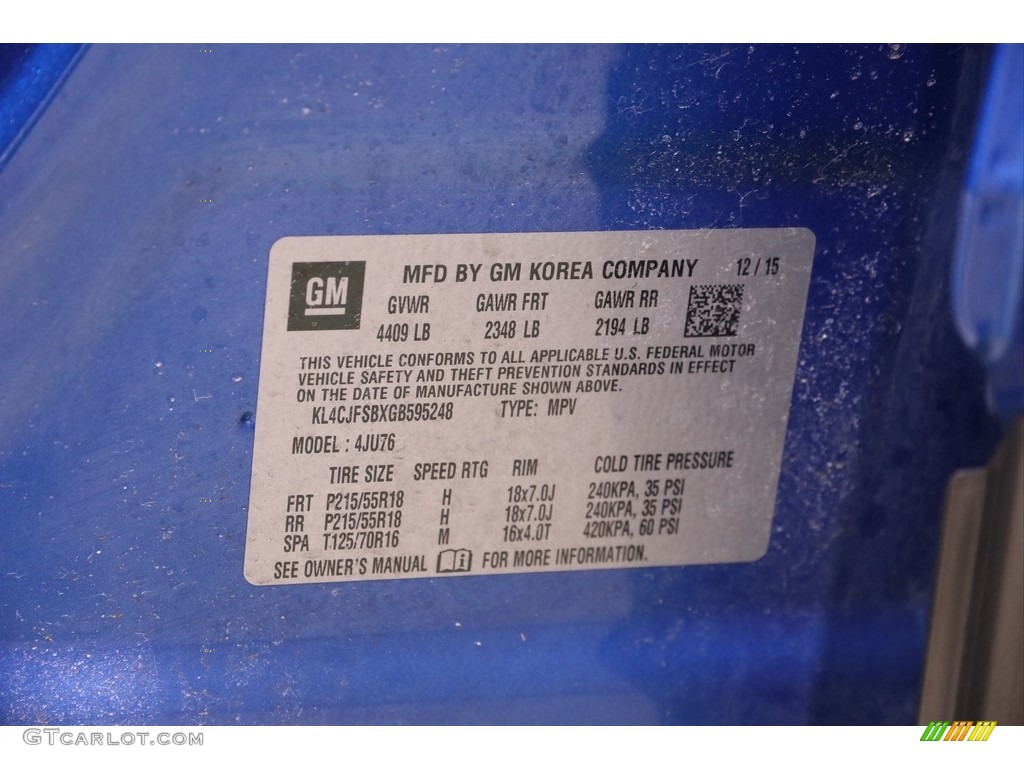 GM MFD BY GM KOREA COMPANY 12/15
GVWR GAWR FRT GAWR RR
4409 LB 2348 LB 2194 LB
THIS VEHICLE CONFORMS TO ALL APPLICABLE U.S. FEDERAL MOTOR
VEHICLE SAFETY AND THEFT PREVENTION STANDARDS IN EFFECT
ON THE DATE OF MANUFACTURE SHOWN ABOVE.
KL4CJFSBXGB595248 TYPE: MPV
MODEL : 4JU76
TIRE SIZE SPEED RTG RIM COLD TIRE PRESSURE
FRT P215/55R18 H 18x7.0J 240KPA, 35 PSI
RR P215/55R18 H 18x7.0J 240KPA, 35 PSI
SPA T125/70R16 M 16x4.0T 420KPA, 60 PSI
SEE OWNER'S MANUAL FOR MORE INFORMATION.
GTcarlot.com